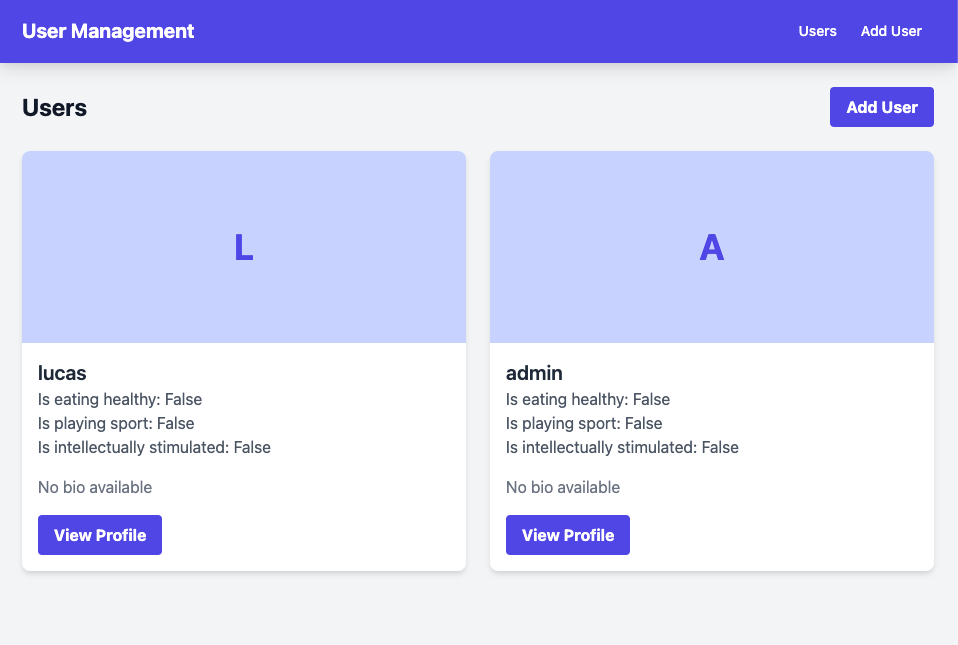 User Management
Users
Add User
Users
Add User
L
lucas
Is eating healthy: False
Is playing sport: False
Is intellectually stimulated: False
No bio available
View Profile
A
admin
Is eating healthy: False
Is playing sport: False
Is intellectually stimulated: False
No bio available
View Profile